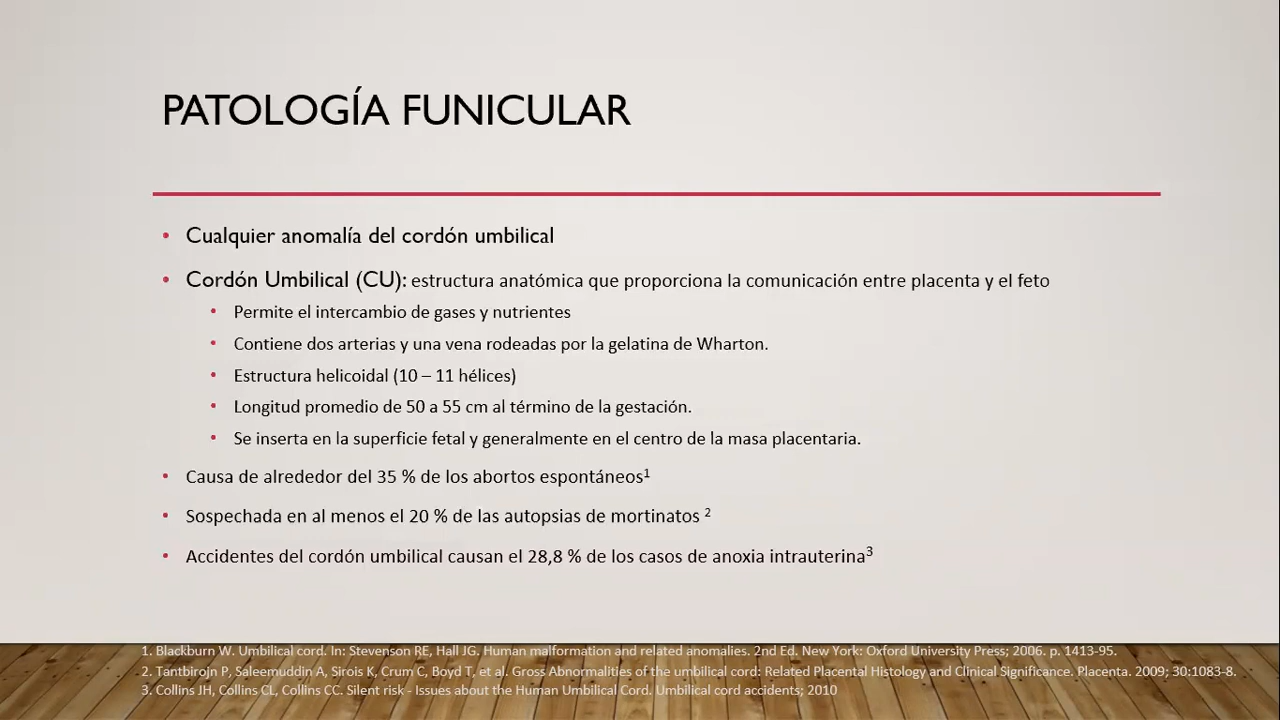 PATOLOGÍA FUNICULAR
• Cualquier anomalía del cordón umbilical
• Cordón Umbilical (CU): estructura anatómica que proporciona la comunicación entre placenta y el feto
• Permite el intercambio de gases y nutrientes
• Contiene dos arterias y una vena rodeadas por la gelatina de Wharton.
• Estructura helicoidal (10 – 11 hélices)
• Longitud promedio de 50 a 55 cm al término de la gestación.
• Se inserta en la superficie fetal y generalmente en el centro de la masa placentaria.
• Causa de alrededor del 35 % de los abortos espontáneos¹
• Sospechada en al menos el 20 % de las autopsias de mortinatos ²
• Accidentes del cordón umbilical causan el 28,8 % de los casos de anoxia intrauterina³
1. Blackburn W. Umbilical cord. In: Stevenson RE, Hall JG. Human malformation and related anomalies. 2nd Ed. New York: Oxford University Press; 2006. p. 1413-95.
2. Tantbirojn P, Saleemuddin A, Sirois K, Crum C, Boyd T, et al. Gross Abnormalities of the umbilical cord: Related Placental Histology and Clinical Significance. Placenta. 2009; 30:1083-8.
3. Collins JH, Collins CL, Collins CC. Silent risk - Issues about the Human Umbilical Cord. Umbilical cord accidents; 2010